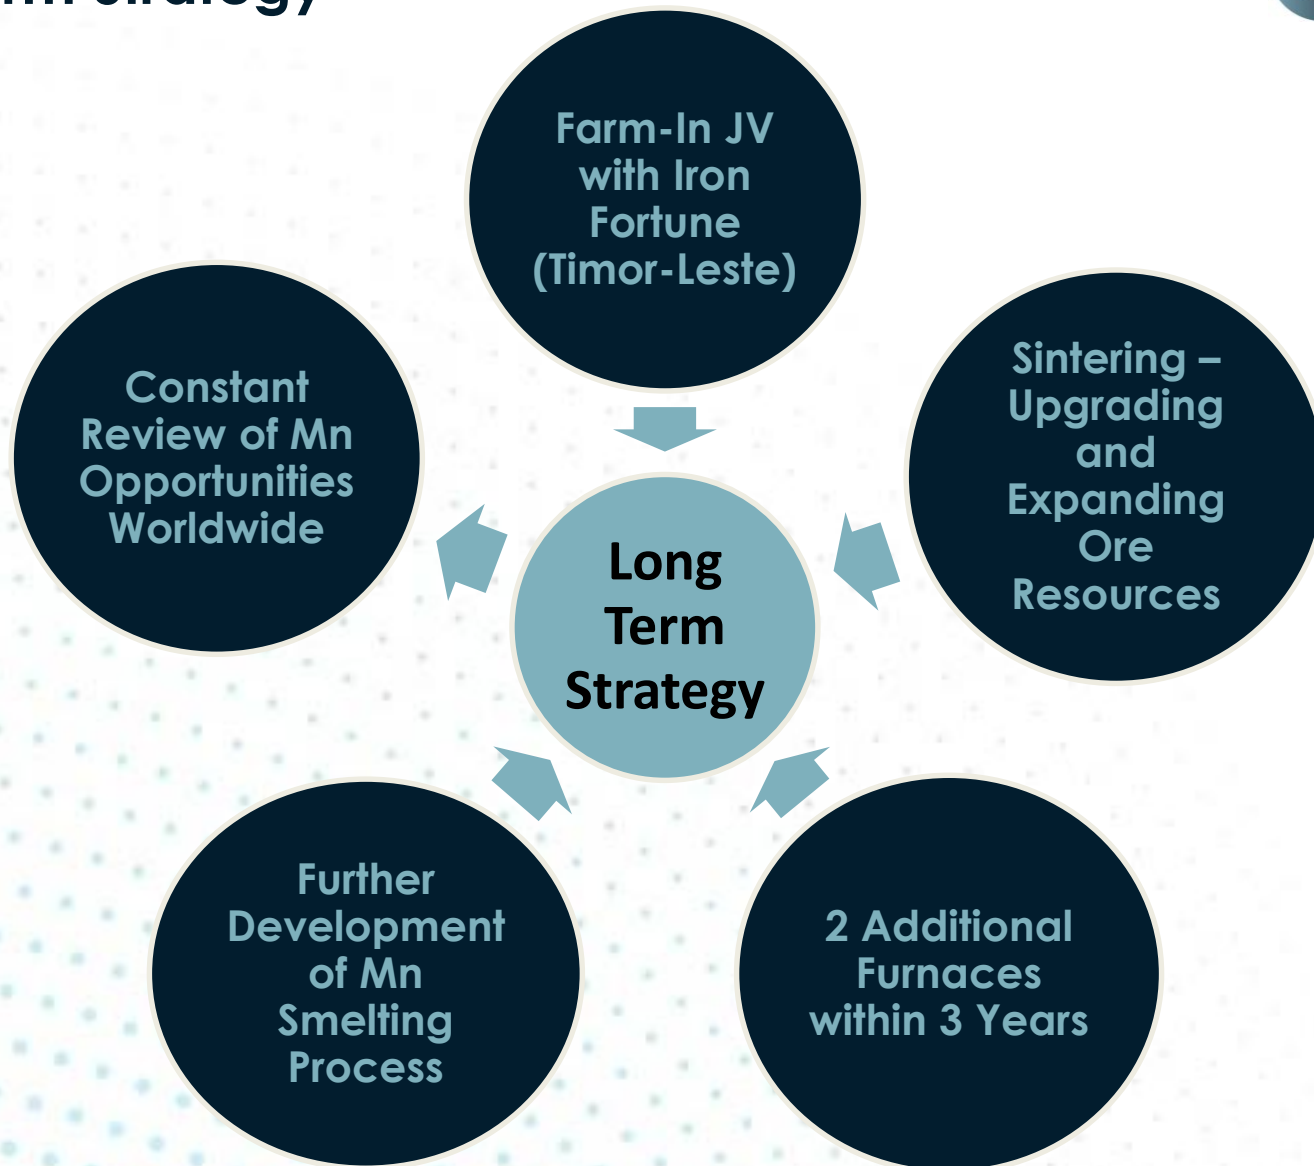 Strategy
Farm-In JV
with Iron
Fortune
(Timor-Leste)
Constant
Review of Mn
Opportunities
Worldwide
Sintering –
Upgrading
and
Expanding
Ore
Resources
Long
Term
Strategy
Further
Development
of Mn
Smelting
Process
2 Additional
Furnaces
within 3 Years